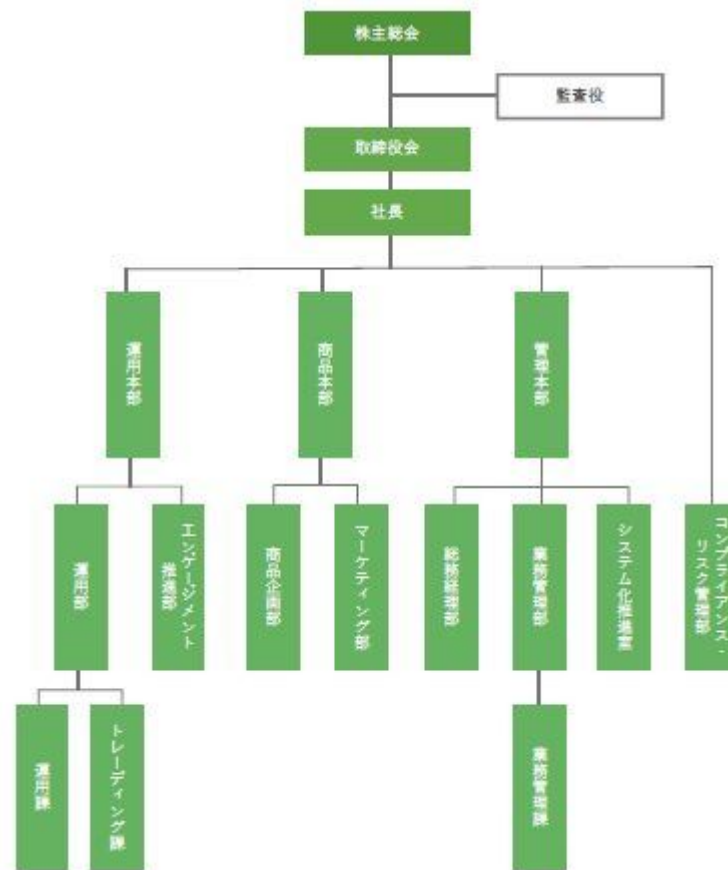 株主総会
監査役
取締役会
社長
運用本部
商品本部
管理本部
運用部
エンゲージメント
推進部
商品企画部
マーケティング部
総務経理部
業務管理部
システム化推進室
コンプライアンス・
リスク管理部
運用課
トレーディング課
業務管理課